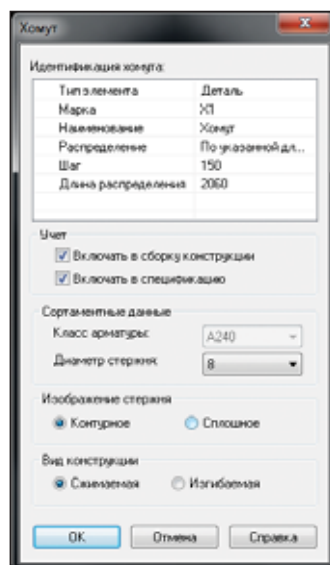 Хомут
Идентификация хомута:
Тип элемента Деталь
Марка Х1
Наименование Хомут
Распределение По указанной дл...
Шаг 150
Длина распределения 2060
Учет
Включать в сборку конструкции
Включать в спецификацию
Сортаментные данные
Класс арматуры: A240
Диаметр стержня: 8
Изображение стержня
Контурное Сплошное
Вид конструкции
Сжимаемая Изгибаемая
OK Отмена Справка